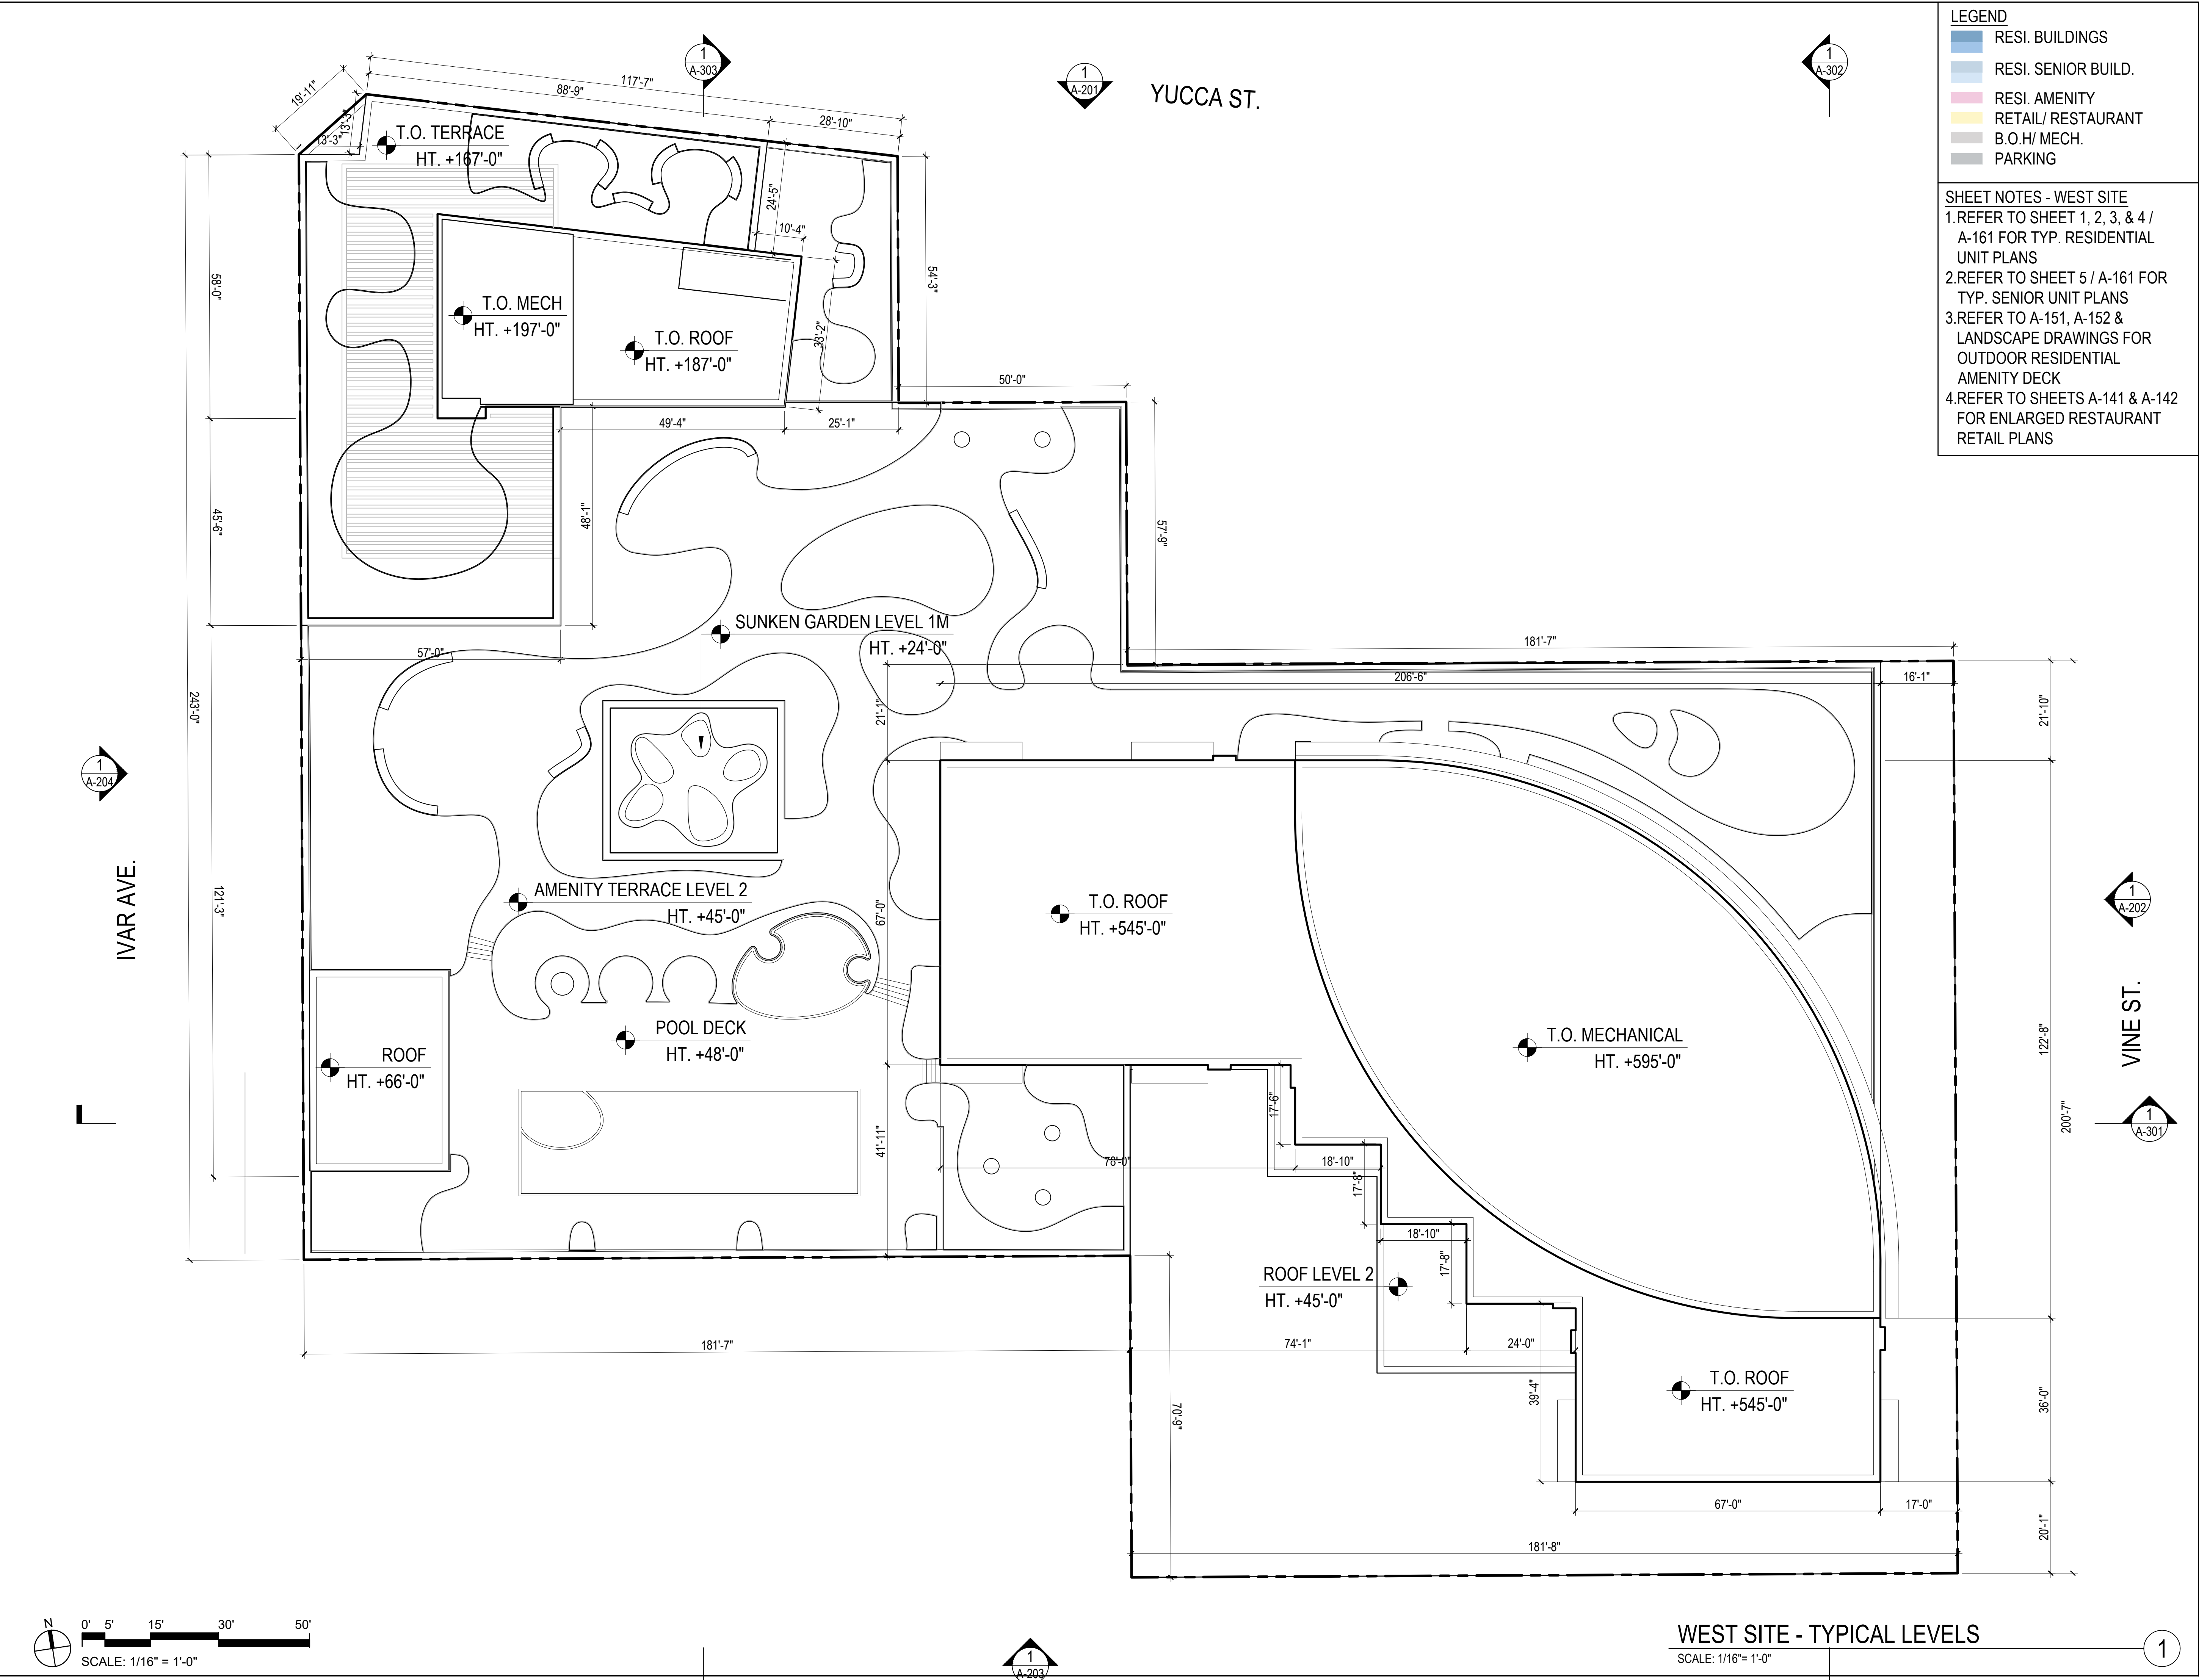 LEGEND
RESI. BUILDINGS
RESI. SENIOR BUILD.
RESI. AMENITY
RETAIL/ RESTAURANT
B.O.H/ MECH.
PARKING
SHEET NOTES - WEST SITE
1.REFER TO SHEET 1, 2, 3, & 4 /
A-161 FOR TYP. RESIDENTIAL
UNIT PLANS
2.REFER TO SHEET 5 / A-161 FOR
TYP. SENIOR UNIT PLANS
3.REFER TO A-151, A-152 &
LANDSCAPE DRAWINGS FOR
OUTDOOR RESIDENTIAL
AMENITY DECK
4.REFER TO SHEETS A-141 & A-142
FOR ENLARGED RESTAURANT
RETAIL PLANS
1
A-303
1
A-201
YUCCA ST.
1
A-302
117'-7"
88'-9"
28'-10"
19'-11"
13'-3"
13'-3"
T.O. TERRACE
HT. +167'-0"
24'-5"
10'-4"
54'-3"
58'-0"
T.O. MECH
HT. +197'-0"
T.O. ROOF
HT. +187'-0"
33'-2"
50'-0"
49'-4"
25'-1"
45'-6"
48'-1"
57'-9"
SUNKEN GARDEN LEVEL 1M
HT. +24'-0"
57'-0"
181'-7"
206'-6"
16'-1"
243'-0"
21'-1"
21'-10"
1
A-204
IVAR AVE.
121'-3"
AMENITY TERRACE LEVEL 2
HT. +45'-0"
67'-0"
T.O. ROOF
HT. +545'-0"
1
A-202
VINE ST.
POOL DECK
HT. +48'-0"
ROOF
HT. +66'-0"
T.O. MECHANICAL
HT. +595'-0"
122'-8"
200'-7"
1
A-301
17'-6"
41'-11"
78'-0"
18'-10"
17'-8"
18'-10"
17'-8"
ROOF LEVEL 2
HT. +45'-0"
181'-7"
74'-1"
24'-0"
39'-4"
T.O. ROOF
HT. +545'-0"
36'-0"
70'-9"
67'-0"
17'-0"
20'-1"
181'-8"
N
0' 5' 15' 30' 50'
SCALE: 1/16" = 1'-0"
1
A-203
WEST SITE - TYPICAL LEVELS
SCALE: 1/16"= 1'-0"
1